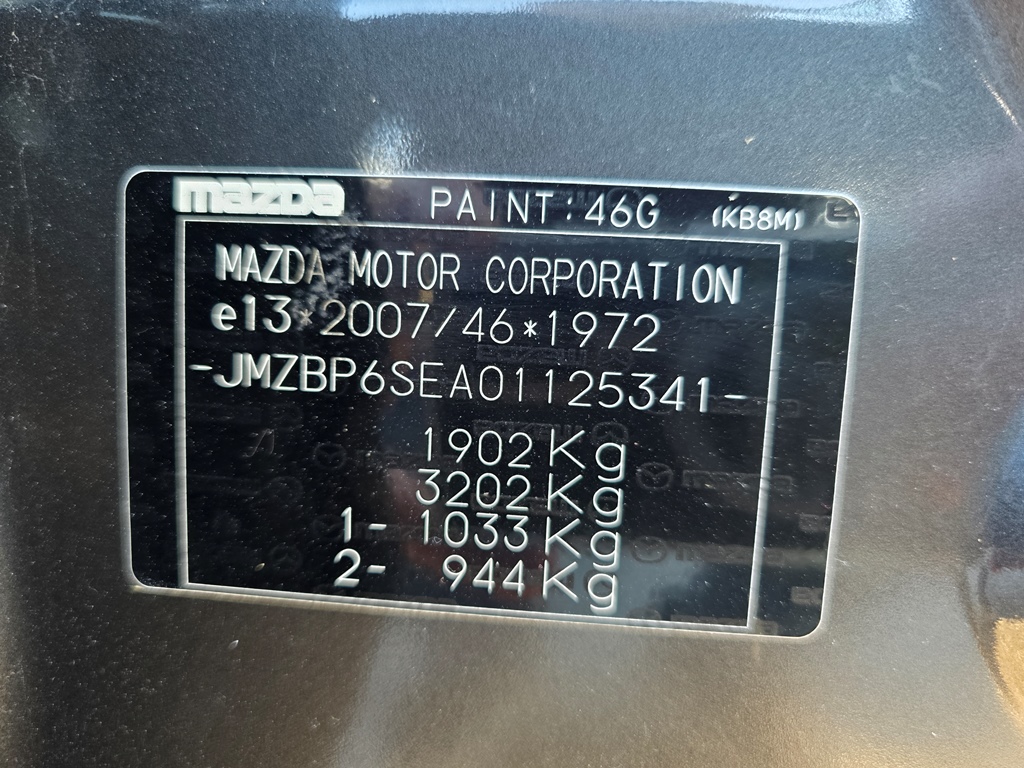 mazda PAINT:46G (KB8M)
MAZDA MOTOR CORPORATION
e13*2007/46*1972
-JMZBP6SEA01125341-
1902Kg
3202Kg
1- 1033Kg
2- 944Kg